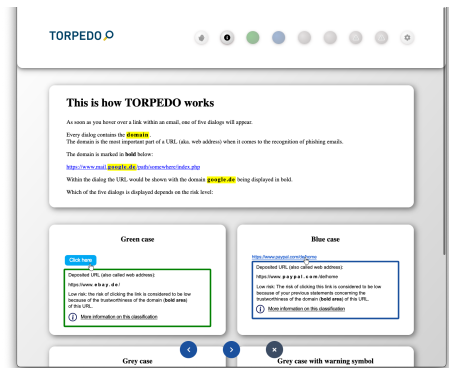 TORPEDO
This is how TORPEDO works
As soon as you hover over a link within an email, one of five dialogs will appear.
Every dialog contains the domain .
The domain is the most important part of a URL (aka. web address) when it comes to the recognition of phishing emails.
The domain is marked in bold below:
https://www.mail.google.de/path/somewhere/index.php
Within the dialog the URL would be shown with the domain google.de being displayed in bold.
Which of the five dialogs is displayed depends on the risk level:
Green case
Click here
Deposited URL (also called web address):
https://www.ebay.de/
Low risk: the risk of clicking the link is considered to be low
because of the trustworthiness of the domain (bold area)
of this URL.
More information on this classification
Blue case
https://www.paypal.com/de/home
Deposited URL (also called web address):
https://www.paypal.com/de/home
Low risk: The risk of clicking this link is considered to be low
because of your previous statements concerning the
trustworthiness of the domain (bold area) of this URL.
More information on this classification
Grey case
Grey case with warning symbol